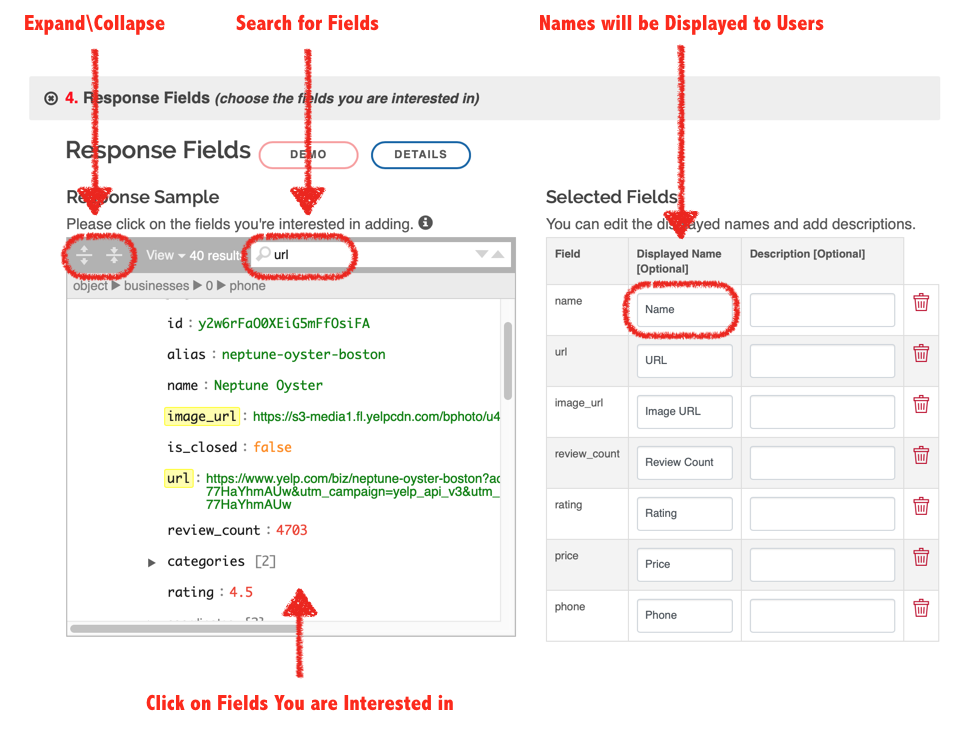 Expand\Collapse
Search for Fields
Names will be Displayed to Users
4. Response Fields (choose the fields you are interested in)
Response Fields
DEMO
DETAILS
Response Sample
Please click on the fields you're interested in adding.
View 40 result
url
object ▶ businesses ▶ 0 ▶ phone
id : y2w6rFaO0XEiG5mFfOsiFA
alias : neptune-oyster-boston
name : Neptune Oyster
image_url : https://s3-media1.fl.yelpcdn.com/bphoto/u4
is_closed : false
url : https://www.yelp.com/biz/neptune-oyster-boston?ad
77HaYhmAUw&utm_campaign=yelp_api_v3&utm_
77HaYhmAUw
review_count : 4703
categories [2]
rating : 4.5
Click on Fields You are Interested in
Selected Fields
You can edit the displayed names and add descriptions.
Field
Displayed Name
[Optional]
Description [Optional]
name
Name
url
URL
image_url
Image URL
review_count
Review Count
rating
Rating
price
Price
phone
Phone